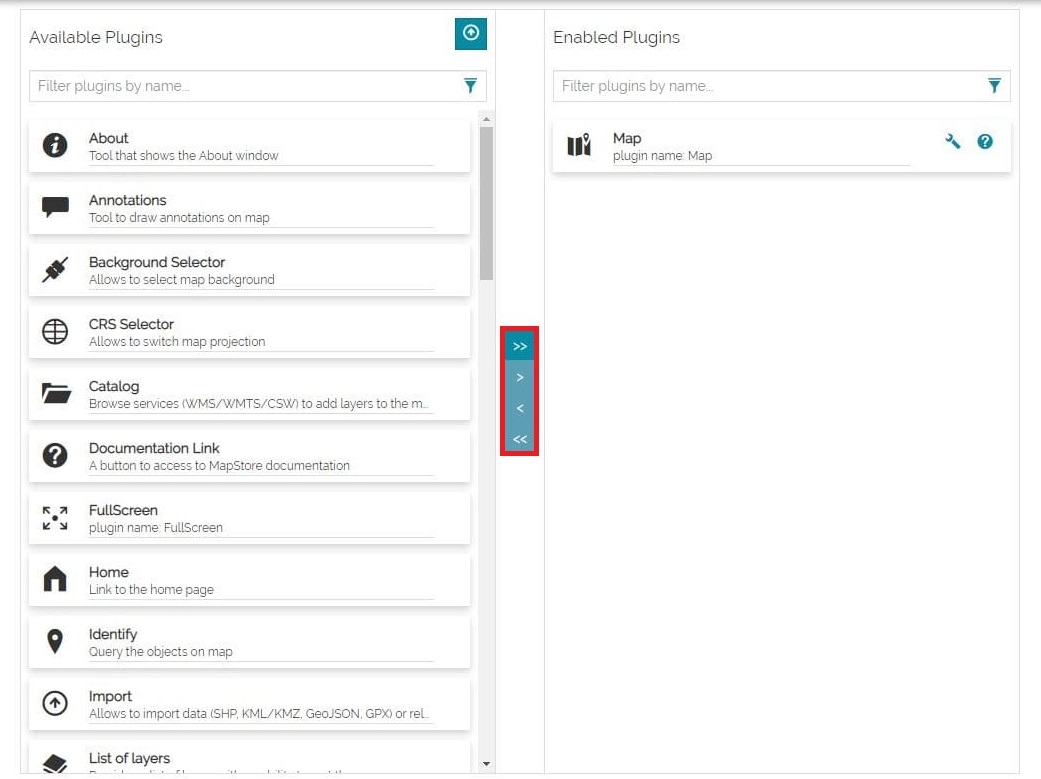 Available Plugins
Filter plugins by name...
About
Tool that shows the About window
Annotations
Tool to draw annotations on map
Background Selector
Allows to select map background
CRS Selector
Allows to switch map projection
Catalog
Browse services (WMS/WMTS/CSW) to add layers to the m...
Documentation Link
A button to access to MapStore documentation
FullScreen
plugin name: FullScreen
Home
Link to the home page
Identify
Query the objects on map
Import
Allows to import data (SHP, KML/KMZ, GeoJSON, GPX) or rel...
List of layers
>>
>
<
<<
Enabled Plugins
Filter plugins by name...
Map
plugin name: Map